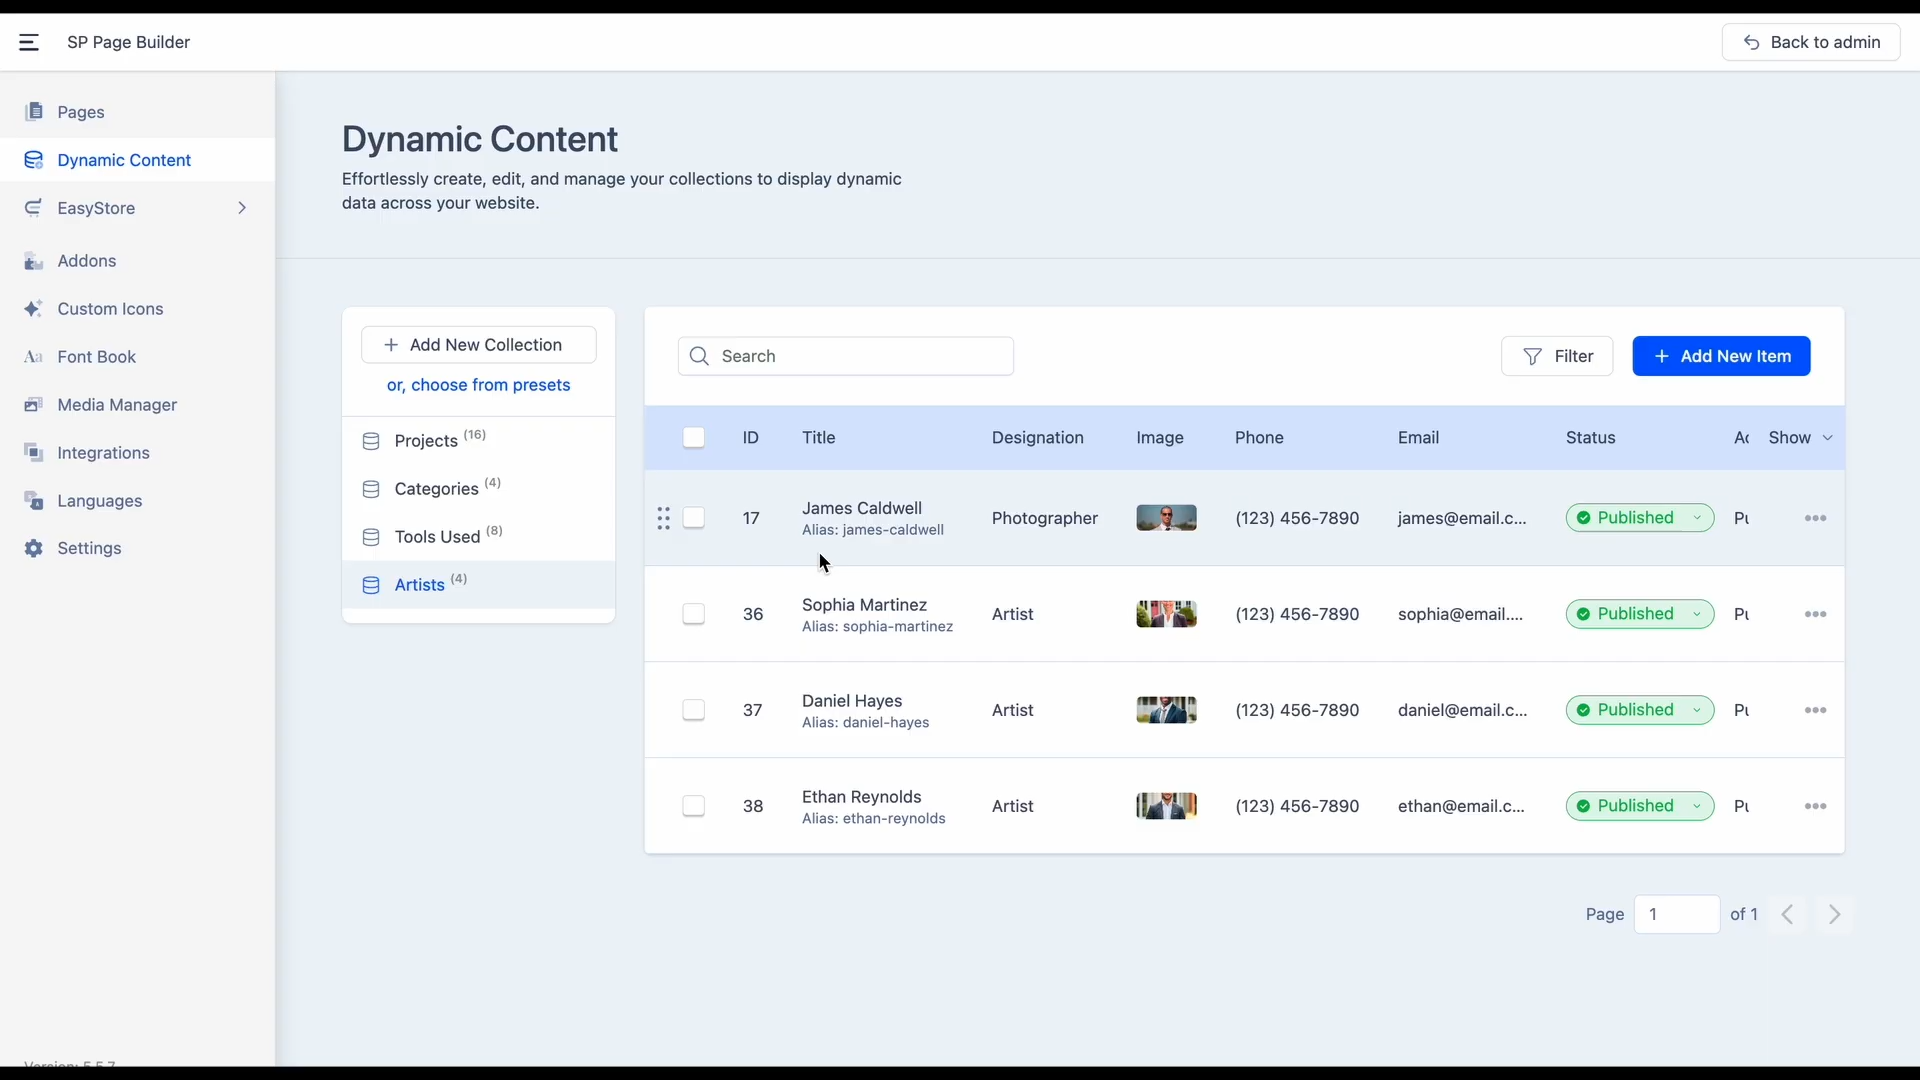 SP Page Builder
Back to admin
Pages
Dynamic Content
EasyStore
Addons
Custom Icons
Font Book
Media Manager
Integrations
Languages
Settings
Dynamic Content
Effortlessly create, edit, and manage your collections to display dynamic
data across your website.
Add New Collection
or, choose from presets
Projects (16)
Categories (4)
Tools Used (8)
Artists (4)
Search
Filter
Add New Item
ID Title Designation Image Phone Email Status Ac Show
17 James Caldwell Photographer (123) 456-7890 james@email.c... Published Pu
Alias: james-caldwell
36 Sophia Martinez Artist (123) 456-7890 sophia@email.... Published Pu
Alias: sophia-martinez
37 Daniel Hayes Artist (123) 456-7890 daniel@email.c... Published Pu
Alias: daniel-hayes
38 Ethan Reynolds Artist (123) 456-7890 ethan@email.c... Published Pu
Alias: ethan-reynolds
Page 1 of 1